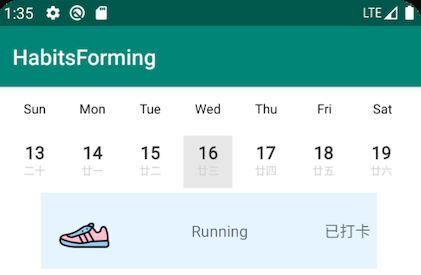 1:35 LTE
HabitsForming
Sun Mon Tue Wed Thu Fri Sat
13 14 15 16 17 18 19
二十 廿一 廿二 廿三 廿四 廿五 廿六
Running 已打卡